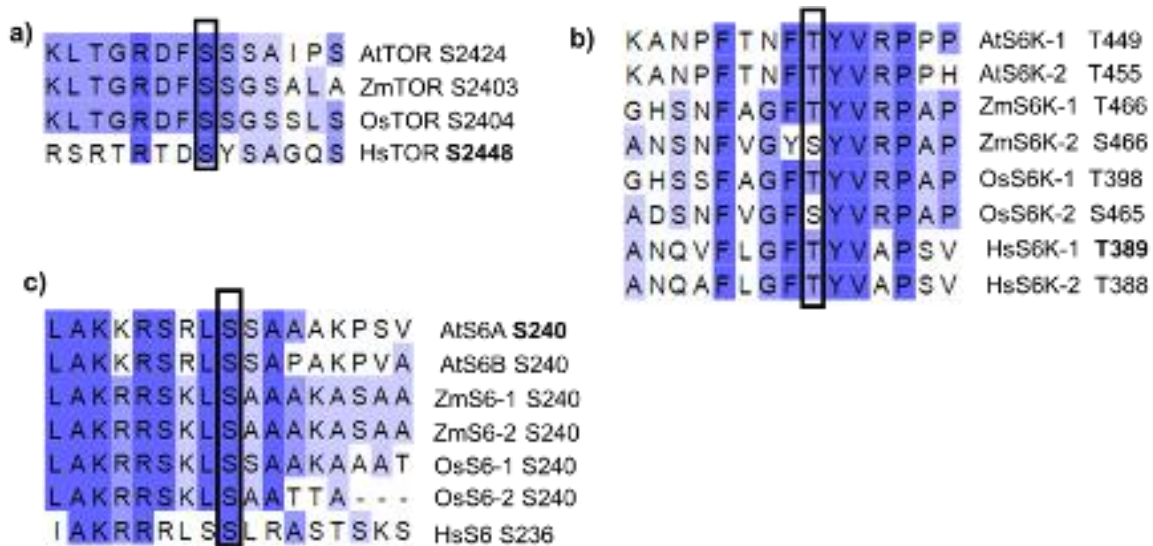 a)
KLTGRDFSSSAIPS AtTOR S2424
KLTGRDFSSGSALA ZmTOR S2403
KLTGRDFSSGSSLS OsTOR S2404
RSRTRTDSYSAGQS HsTOR S2448
b)
KANPFTNFTYVRPPP AtS6K-1 T449
KANPFTNFTYVRPPH AtS6K-2 T455
GHSNFAGFTYVRPAP ZmS6K-1 T466
ANSNFVGYSYVRPAP ZmS6K-2 S466
GHSSFAGFTYVRPAP OsS6K-1 T398
ADSNFVGFSYVRPAP OsS6K-2 S465
ANQVFLGFTYVAPSV HsS6K-1 T389
ANQAFLGFTYVAPSV HsS6K-2 T388
c)
LAKKRSRLSSAAAKPSV AtS6A S240
LAKKRSRLSSAPAKPVA AtS6B S240
LAKRRSKLSAAAKASAA ZmS6-1 S240
LAKRRSKLSAAAKASAA ZmS6-2 S240
LAKRRSKLSSAAKAAAT OsS6-1 S240
LAKRRSKLSAATTA--- OsS6-2 S240
IAKRRRLSSLRASTSKS HsS6 S236